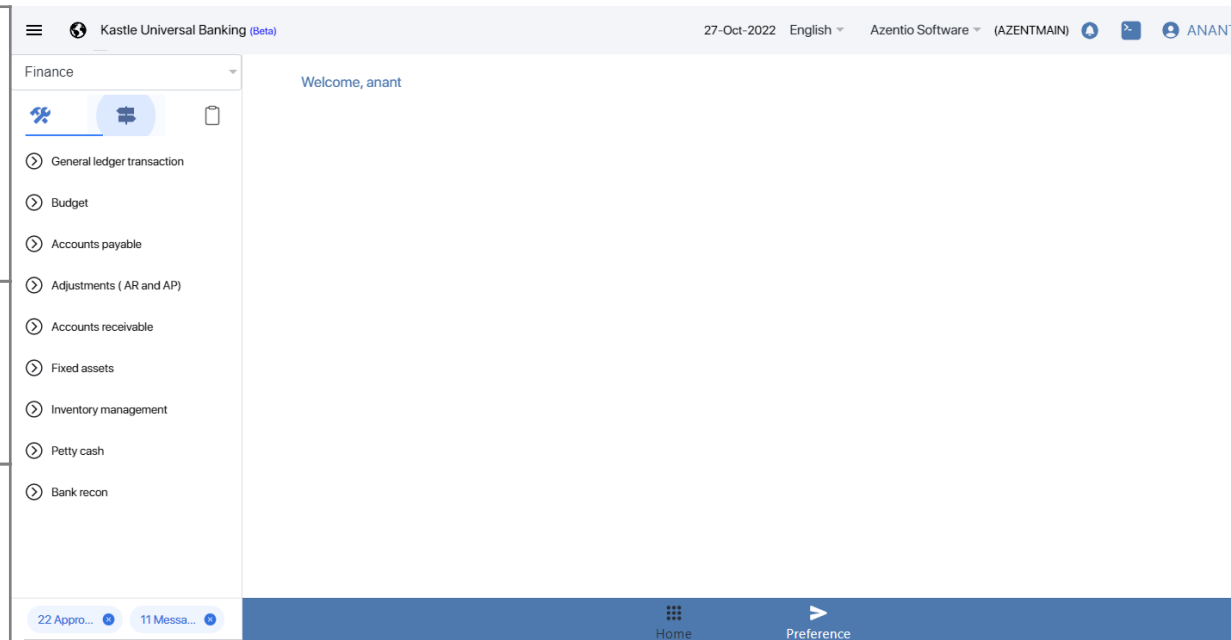 Kastle Universal Banking (Beta)
27-Oct-2022 English Azentio Software (AZENTMAIN) ANANT
Finance
Welcome, anant
General ledger transaction
Budget
Accounts payable
Adjustments ( AR and AP)
Accounts receivable
Fixed assets
Inventory management
Petty cash
Bank recon
22 Appro... 11 Messa...
Home Preference